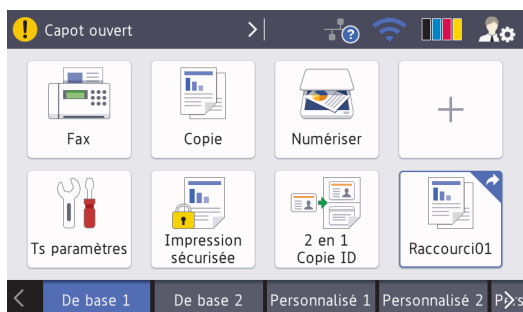 Capot ouvert
Fax
Copie
Numériser
Ts paramètres
Impression
sécurisée
2 en 1
Copie ID
Raccourci01
De base 1
De base 2
Personnalisé 1
Personnalisé 2